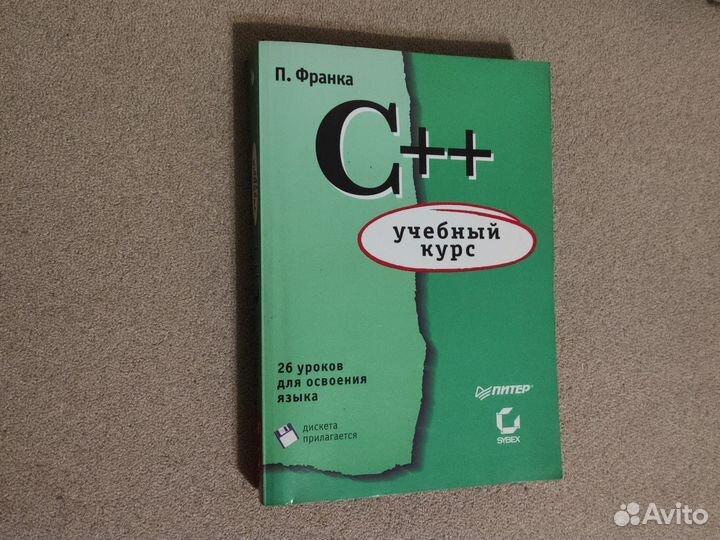 П. Франка
C++
учебный
курс
26 уроков
для освоения
языка
дискета
прилагается
ПИТЕР®
SYBEX
Avito